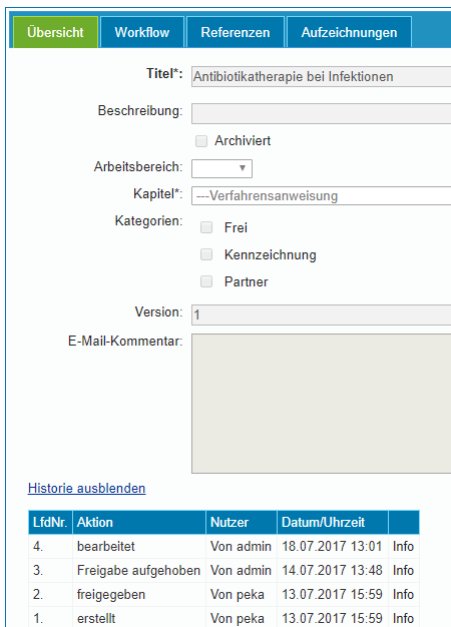 Übersicht Workflow Referenzen Aufzeichnungen
Titel*: Antibiotikatherapie bei Infektionen
Beschreibung:
Archiviert
Arbeitsbereich:
Kapitel*: ---Verfahrensanweisung
Kategorien: Frei
Kennzeichnung
Partner
Version: 1
E-Mail-Kommentar:
Historie ausblenden
LfdNr. Aktion Nutzer Datum/Uhrzeit
4. bearbeitet Von admin 18.07.2017 13:01 Info
3. Freigabe aufgehoben Von admin 14.07.2017 13:48 Info
2. freigegeben Von peka 13.07.2017 15:59 Info
1. erstellt Von peka 13.07.2017 15:59 Info